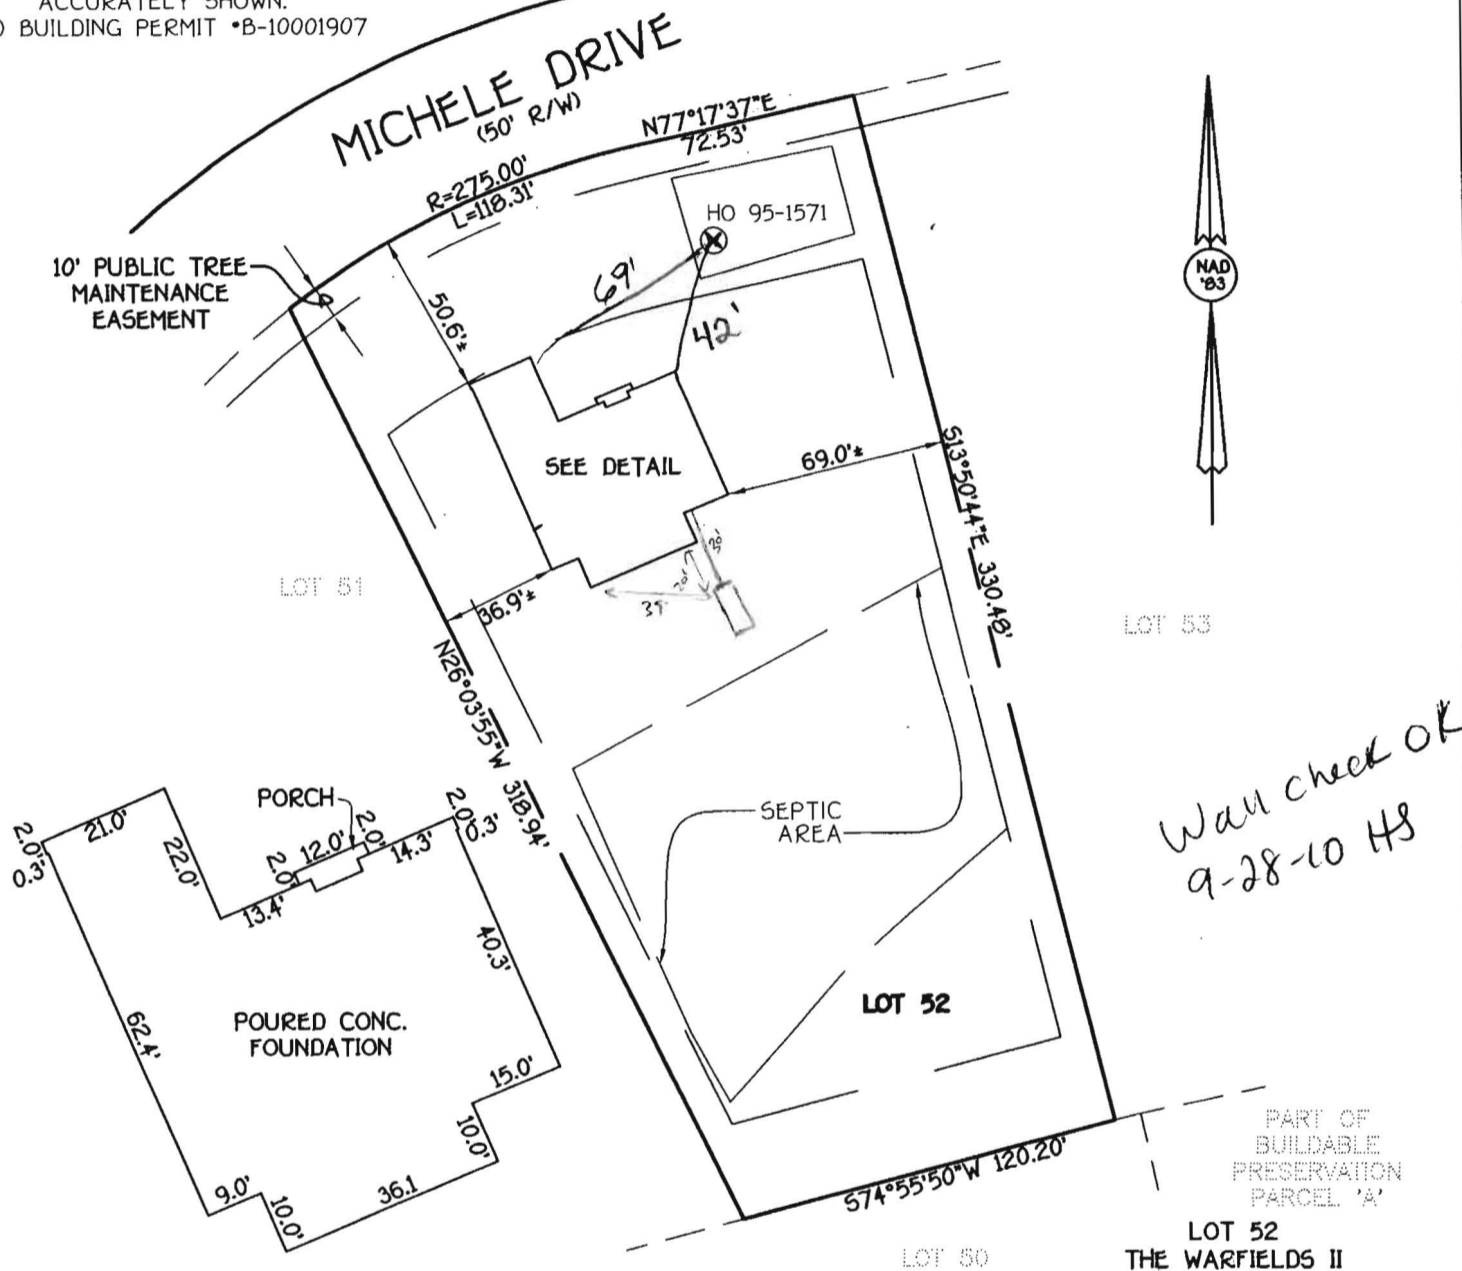 ACCURATELY SHOWN.
) BUILDING PERMIT •B-10001907
MICHELE DRIVE
(50' R/W)
N77°17'37"E
72.53'
R=275.00'
L=118.31'
HO 95-1571
10' PUBLIC TREE
MAINTENANCE
EASEMENT
NAD
'83
69'
50.6'±
42'
SEE DETAIL
69.0'±
S13°50'44"E 330.48'
30'
20'
LOT 51
36.9'±
LOT 53
N26°03'55"W 318.94'
Wall check OK
9-28-10 HS
PORCH
2.0'
0.3'
21.0'
22.0'
2.0'
12.0'
2.0'
14.3'
2.0'
0.3'
13.4'
SEPTIC
AREA
40.3'
62.4'
POURED CONC.
FOUNDATION
LOT 52
15.0'
10.0'
9.0'
10.0'
36.1
S74°55'50"W 120.20'
PART OF
BUILDABLE
PRESERVATION
PARCEL 'A'
LOT 50
LOT 52
THE WARFIELDS II